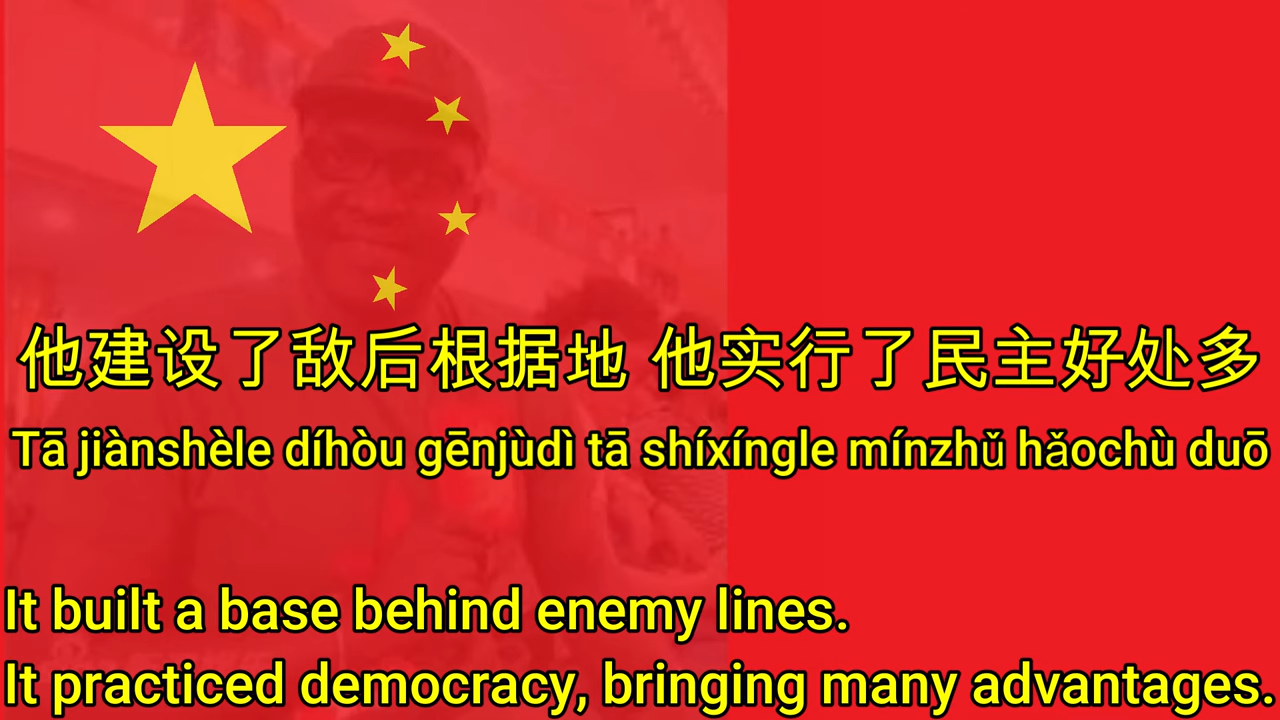 他建设了敌后根据地 他实行了民主好处多
Tā jiànshèle díhòu gēnjùdì tā shíxíngle mínzhǔ hǎochù duō
It built a base behind enemy lines.
It practiced democracy, bringing many advantages.